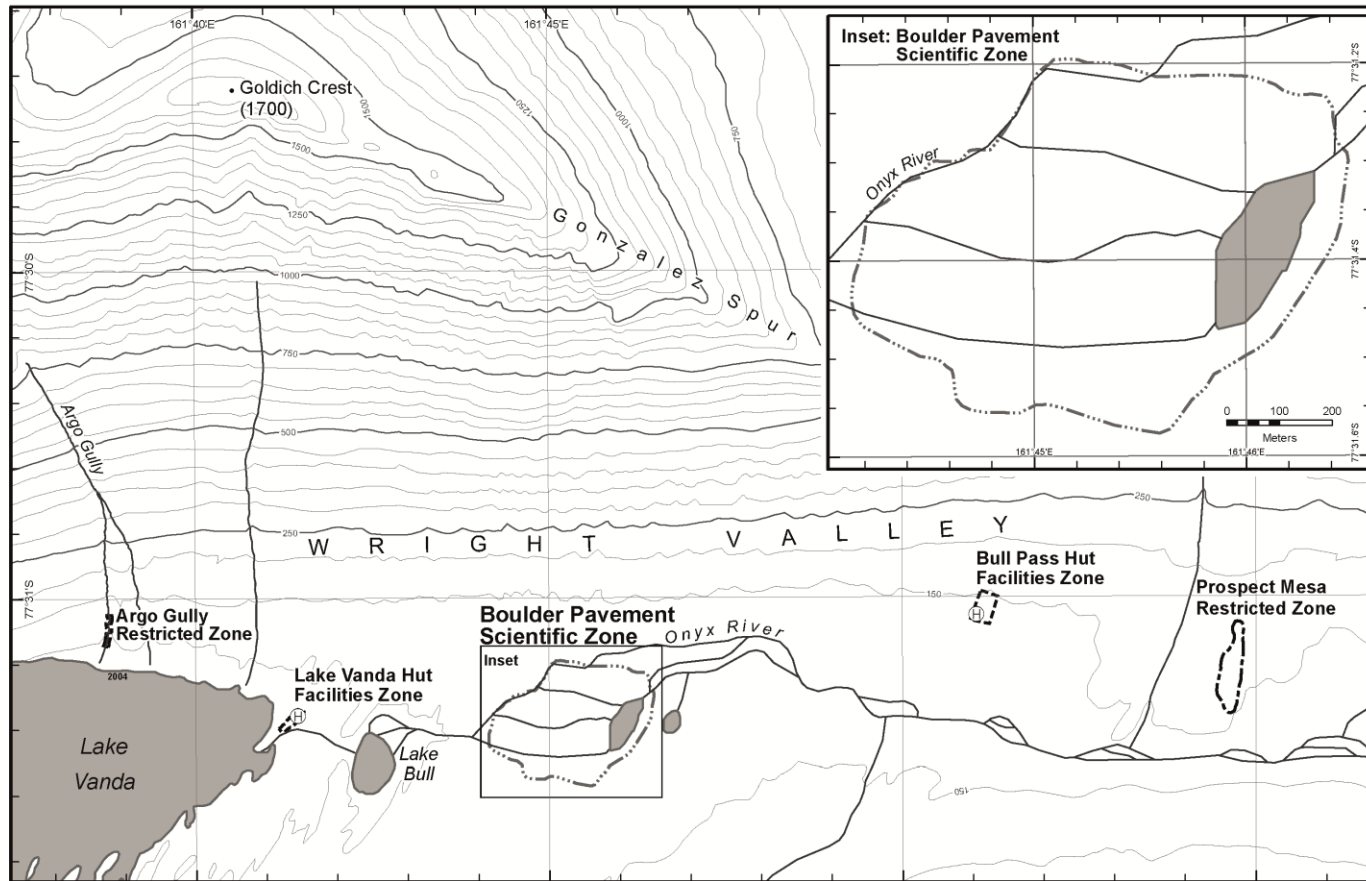 161°40'E
161°45'E
Goldich Crest
(1700)
1500
1500
1250
1000
750
1250
1000
750
500
250
250
150
150
Gonzalez Spur
77°30'S
77°31'S
Argo Gully
WRIGHT VALLEY
Argo Gully
Restricted Zone
2004
Lake Vanda Hut
Facilities Zone
H
Lake
Vanda
Lake
Bull
Boulder Pavement
Scientific Zone
Inset
Onyx River
Bull Pass Hut
Facilities Zone
H
Prospect Mesa
Restricted Zone
Inset: Boulder Pavement
Scientific Zone
Onyx River
77°31.2'S
77°31.4'S
77°31.6'S
0 100 200
Meters
161°45'E
161°46'E